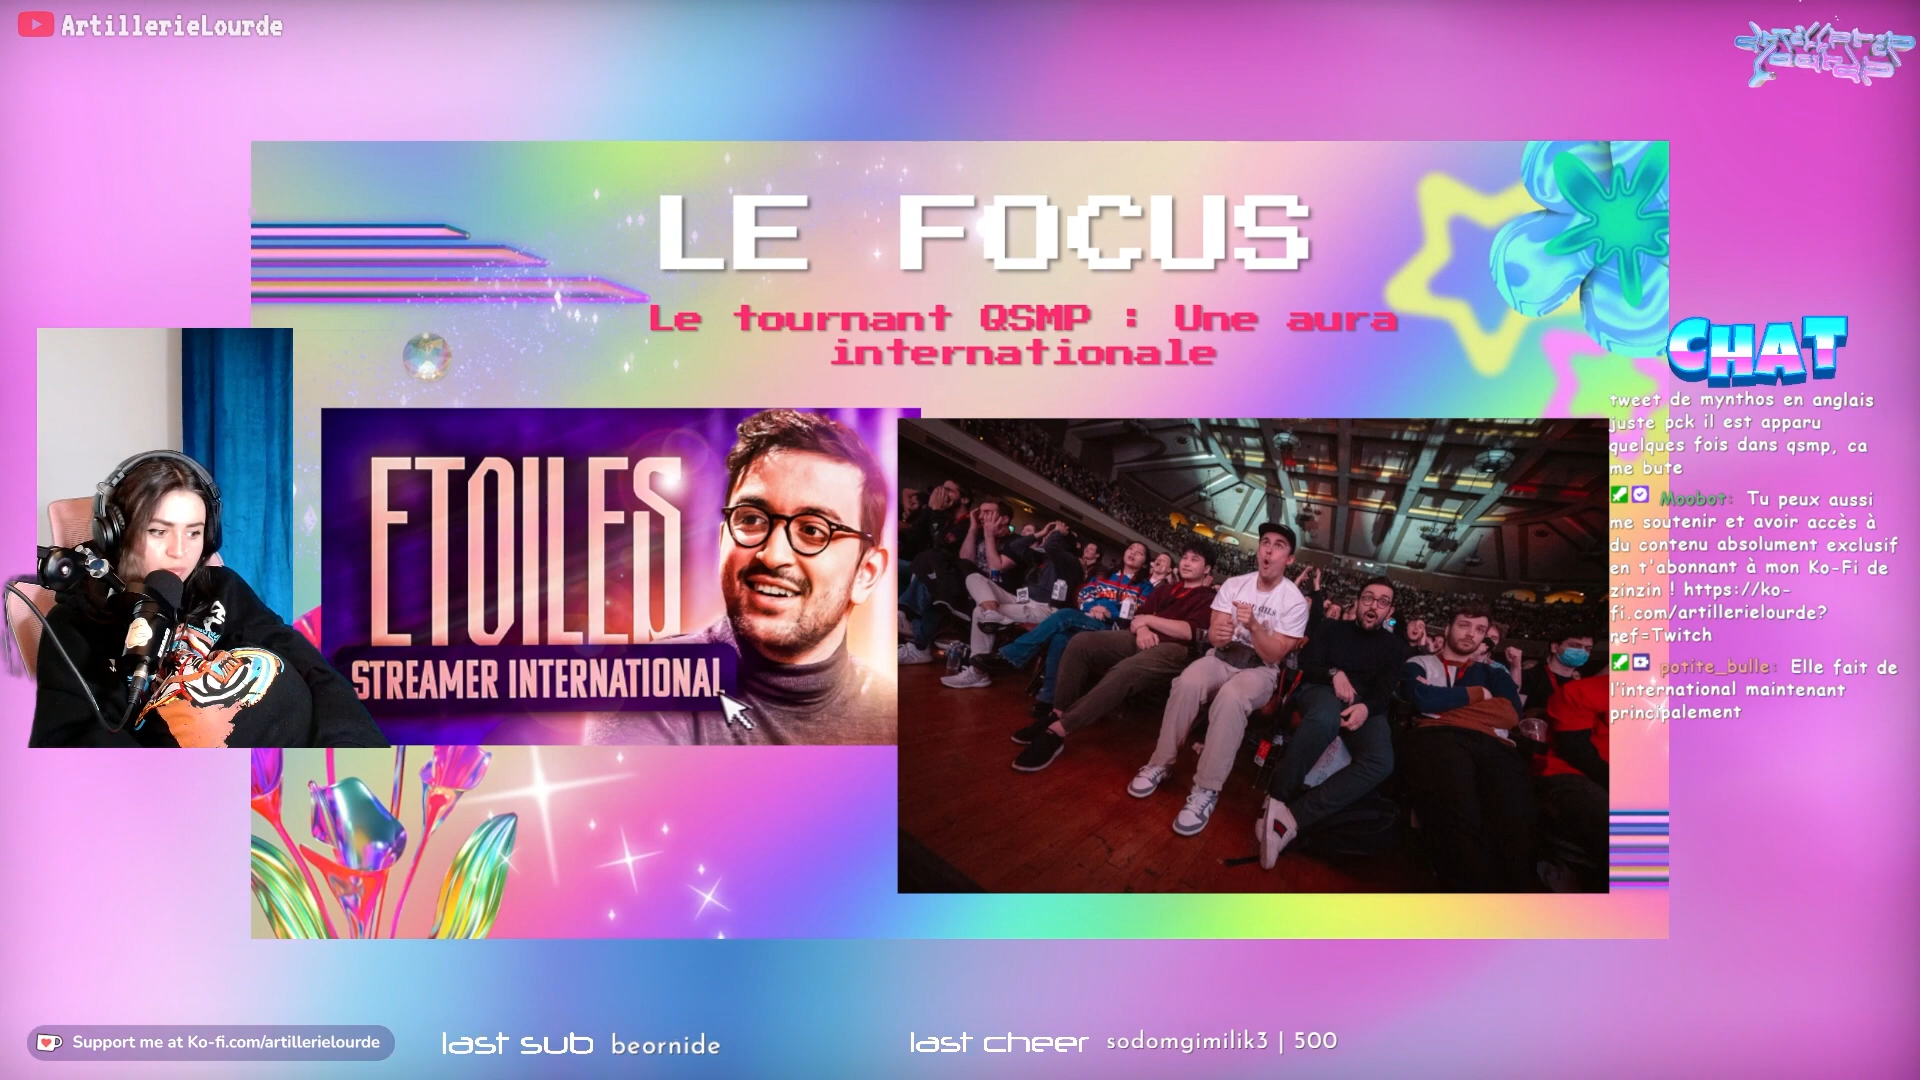 ArtillerieLourde
LE FOCUS
Le tournant QSMP : Une aura
internationale
ETOILES
STREAMER INTERNATIONAL
CHAT
tweet de mynthos en anglais
juste pck il est apparu
quelques fois dans qsmp, ca
me bute
Moobot: Tu peux aussi
me soutenir et avoir accès à
du contenu absolument exclusif
en t'abonnant à mon Ko-Fi de
zinzin ! https://ko-
fi.com/artillerielourde?
ref=Twitch
potite_bulle: Elle fait de
l'international maintenant
principalement
Support me at Ko-fi.com/artillerielourde
last sub beornide
last cheer sodomgimilik3 | 500